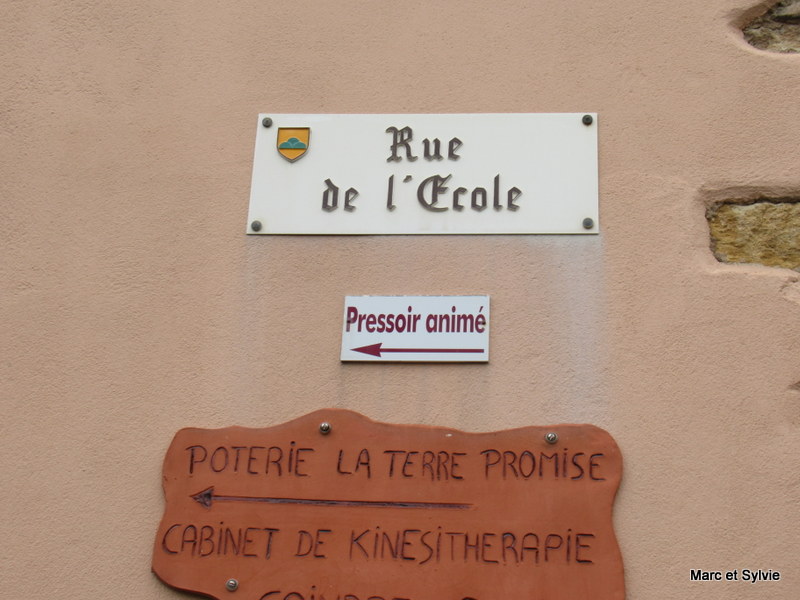 Rue
de l'Ecole
Pressoir animé
POTERIE LA TERRE PROMISE
CABINET DE KINESITHERAPIE
Marc et Sylvie